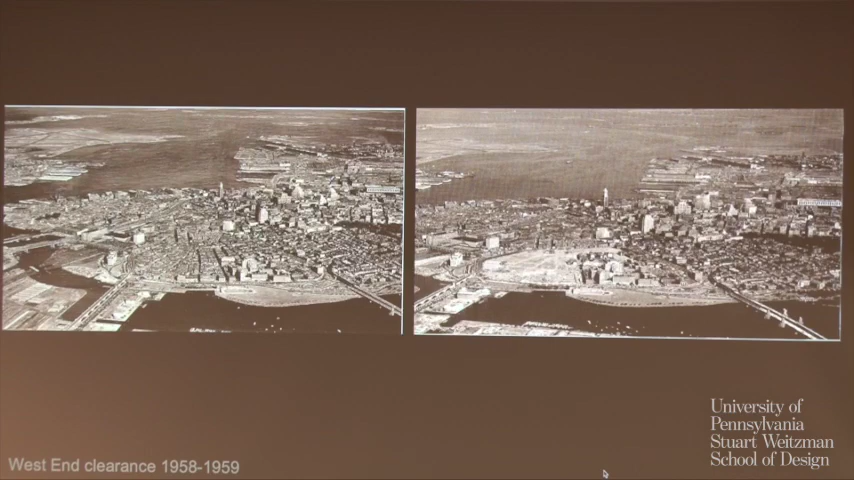 West End clearance 1958-1959
University of
Pennsylvania
Stuart Weitzman
School of Design